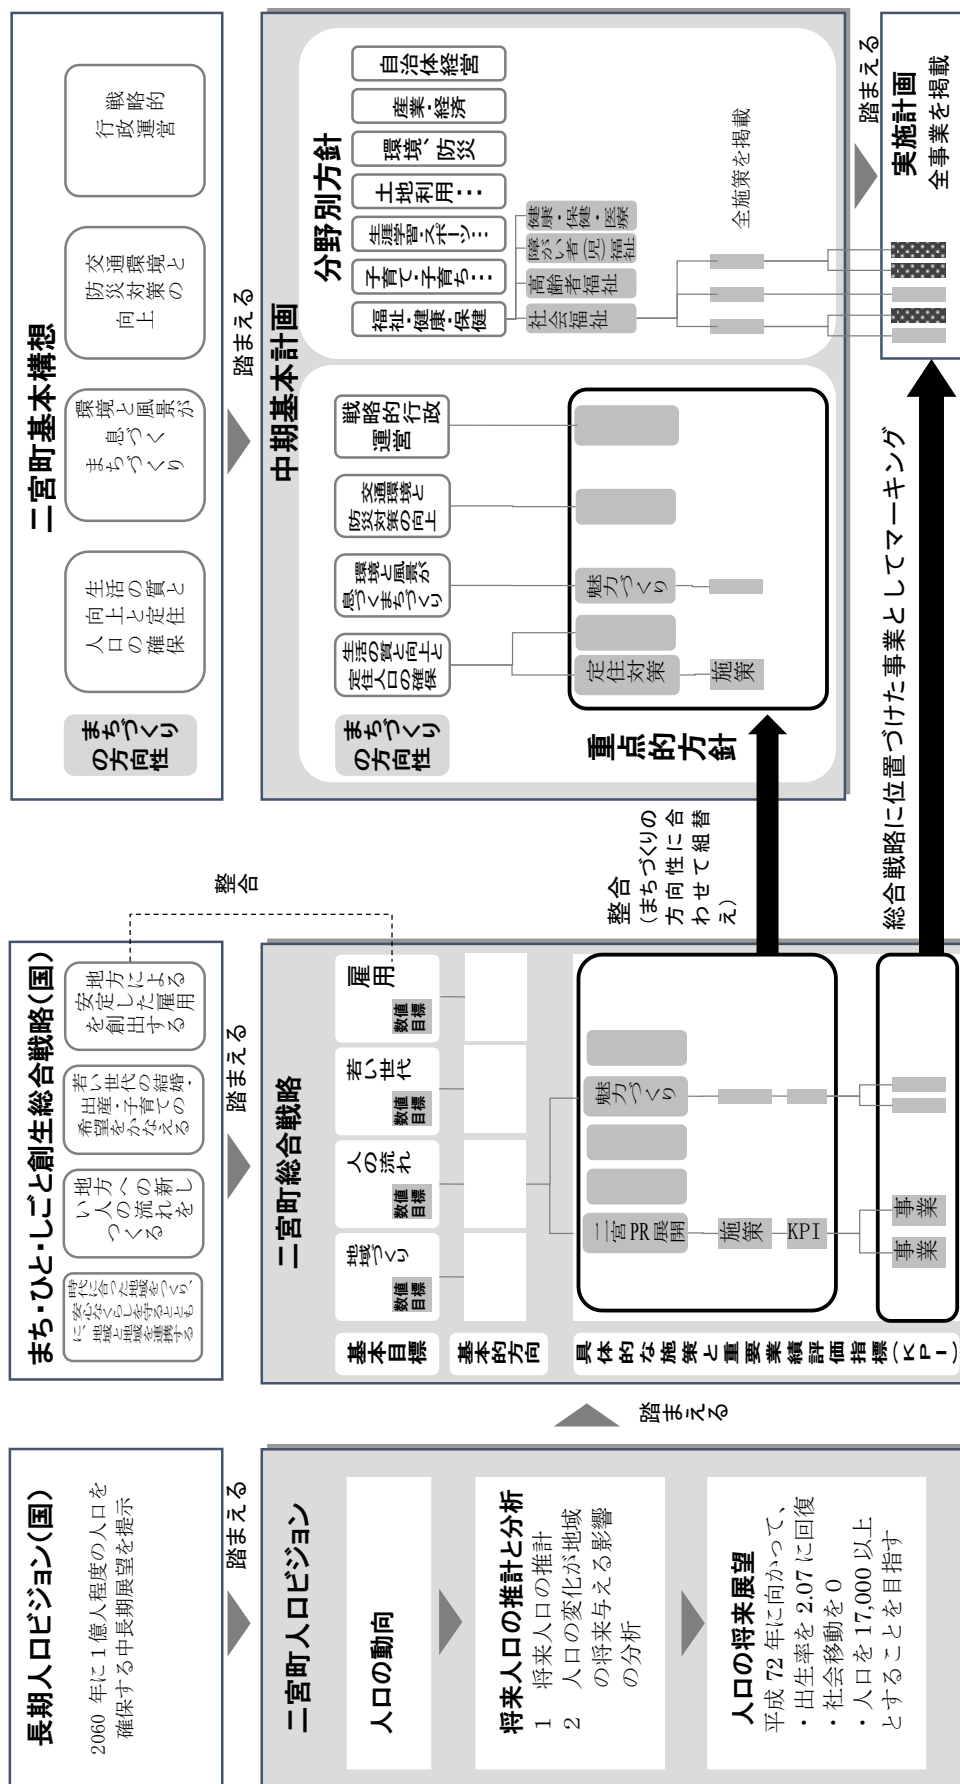 長期人口ビジョン(国)
2060 年に1億人程度の人口を
確保する中長期展望を提示
踏まえる
二宮町人口ビジョン
人口の動向
将来人口の推計と分析
1 将来人口の推計
2 人口の変化が地域
の将来与える影響
の分析
人口の将来展望
平成 72 年に向かって、
・出生率を 2.07 に回復
・社会移動を 0
・人口を 17,000 以上
とすることを目指す
踏まえる
まち・ひと・しごと創生総合戦略(国)
時代に合った地域をつくり、
安心なくらしを守るととも
に、地域と地域を連携する
地方への新し
い人の流れを
つくる
若い世代の結婚・
出産・子育ての
希望をかなえる
地方による
安定した雇用
を創出する
整合
踏まえる
二宮町総合戦略
基本目標
地域づくり
数値
目標
人の流れ
数値
目標
若い世代
数値
目標
雇用
数値
目標
基本的方向
具体的な施策と重要業績評価指標(KPI)
二宮 PR 展開
魅力づくり
施策
KPI
事業
事業
整合
(まちづくりの
方向性に合
わせて組替
え)
総合戦略に位置づけた事業としてマーキング
二宮町基本構想
まちづくり
の方向性
生活の質と
向上と定住
人口の確
保
環境と風景が
息づく
まちづくり
交通環境と
防災対策の
向上
戦略的
行政運
営
踏まえる
中期基本計画
まちづくり
の方向性
生活の質と向上と
定住人口の確保
環境と風景が
息づくまちづくり
交通環境と
防災対策の向上
戦略的行政
運営
重点的方針
定住対
策
魅力づ
くり
施策
分野別方針
福祉・健康・保健
子育て・子育ち…
生涯学習・スポーツ…
土地利用…
環境、防災
産業・経済
自治体経営
社会福祉
高齢者福祉
障がい者(児)福祉
健康・保健・医療
全施策を掲載
踏まえる
実施計画
全事業を掲載